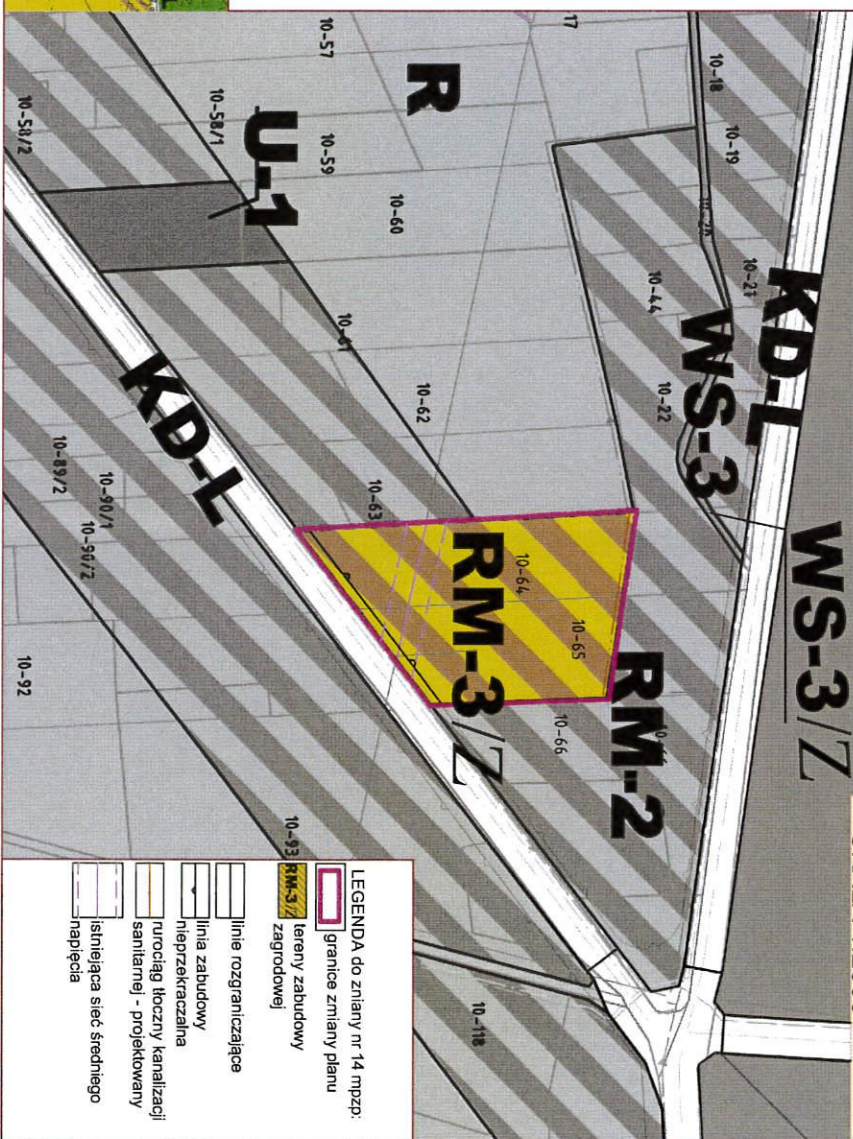 WS-3/Z
KD-L
WS-3
RM-2
R
U-1
RM-3/Z
KD-L
17
10-57
10-58/1
10-58/2
10-59
10-60
10-61
10-62
10-63
10-64
10-65
10-66
10-18
10-19
10-21
10-44
10-22
10-89/2
10-90/1
10-90/2
10-92
10-93
10-118
LEGENDA do zmiany nr 14 mpzp:
granice zmiany planu
RM-3/Z
tereny zabudowy
zagrodowej
linie rozgraniczające
linia zabudowy
nieprzekraczalna
rurociąg tłoczny kanalizacji
sanitarnej - projektowany
istniejąca sieć średniego
napięcia